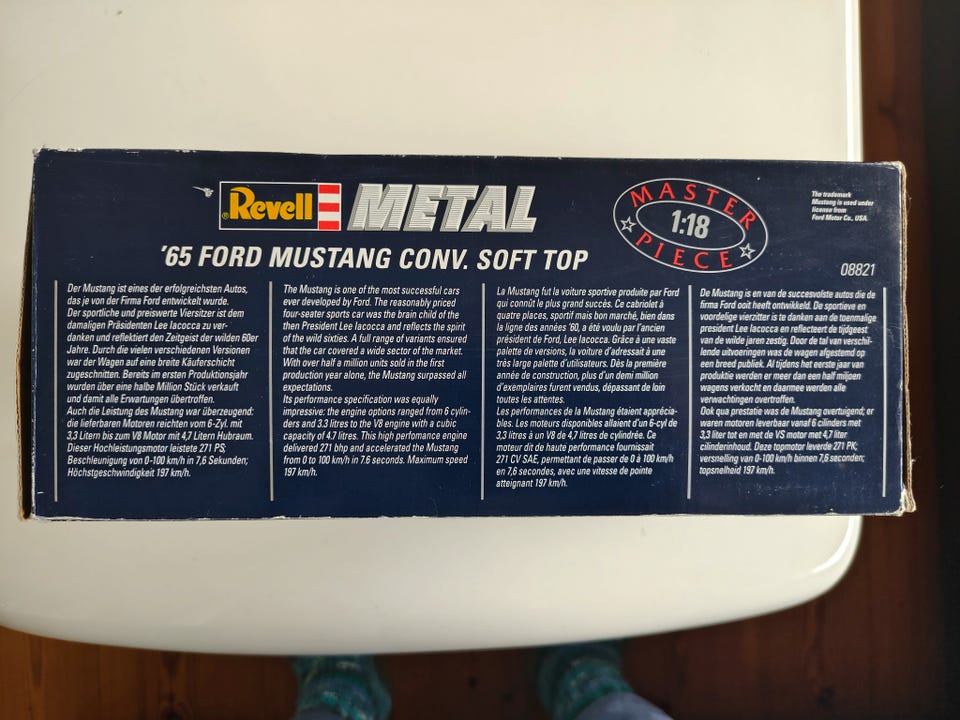 ®Revell METAL
MASTER
1:18
PIECE
The trademark
Mustang is used under
license from
Ford Motor Co., USA.
'65 FORD MUSTANG CONV. SOFT TOP
08821
Der Mustang ist eines der erfolgreichsten Autos,
das je von der Firma Ford entwickelt wurde.
Der sportliche und preiswerte Viersitzer ist dem
damaligen Präsidenten Lee Iacocca zu ver-
danken und reflektiert den Zeitgeist der wilden 60er
Jahre. Durch die vielen verschiedenen Versionen
war der Wagen auf eine breite Käuferschicht
zugeschnitten. Bereits im ersten Produktionsjahr
wurden über eine halbe Million Stück verkauft
und damit alle Erwartungen übertroffen.
Auch die Leistung des Mustang war überzeugend:
die lieferbaren Motoren reichten vom 6-Zyl. mit
3,3 Litern bis zum V8 Motor mit 4,7 Litern Hubraum.
Dieser Hochleistungsmotor leistete 271 PS;
Beschleunigung von 0-100 km/h in 7,6 Sekunden;
Höchstgeschwindigkeit 197 km/h.
The Mustang is one of the most successful cars
ever developed by Ford. The reasonably priced
four-seater sports car was the brain child of the
then President Lee Iacocca and reflects the spirit
of the wild sixties. A full range of variants ensured
that the car covered a wide sector of the market.
With over half a million units sold in the first
production year alone, the Mustang surpassed all
expectations.
Its performance specification was equally
impressive: the engine options ranged from 6 cylin-
ders and 3.3 litres to the V8 engine with a cubic
capacity of 4.7 litres. This high perfomance engine
delivered 271 bhp and accelerated the Mustang
from 0 to 100 km/h in 7.6 seconds. Maximum speed
197 km/h.
La Mustang fut la voiture sportive produite par Ford
qui connût le plus grand succès. Ce cabriolet à
quatre places, sportif mais bon marché, bien dans
la ligne des années '60, a été voulu par l'ancien
président de Ford, Lee Iacocca. Grâce à une vaste
palette de versions, la voiture d'adressait à une
très large palette d'utilisateurs. Dès la première
année de construction, plus d'un demi million
d'exemplaires furent vendus, dépassant de loin
toutes les attentes.
Les performances de la Mustang étaient apprécia-
bles. Les moteurs disponibles allaient d'un 6-cyl de
3,3 litres à un V8 de 4,7 litres de cylindrée. Ce
moteur dit de haute performance fournissait
271 CV SAE, permettant de passer de 0 à 100 km/h
en 7,6 secondes, avec une vitesse de pointe
atteignant 197 km/h.
De Mustang is en van de succesvolste autos die de
firma Ford ooit heeft ontwikkeld. De sportieve en
voordelige vierzitter is te danken aan de toenmalige
president Lee Iacocca en reflecteert de tijdgeest
van de wilde jaren zestig. Door de tal van verschil-
lende uitvoeringen was de wagen afgestemd op
een breed publiek. Al tijdens het eerste jaar van
produktie werden er meer dan een half miljoen
wagens verkocht en daarmee werden alle
verwachtingen overtroffen.
Ook qua prestatie was de Mustang overtuigend; er
waren motoren leverbaar vanaf 6 cilinders met
3,3 liter tot en met de VS motor met 4,7 liter
cilinderinhoud. Deze topmotor leverde 271 PK;
versnelling van 0-100 km/h binnen 7,6 seconden;
topsnelheid 197 km/h.